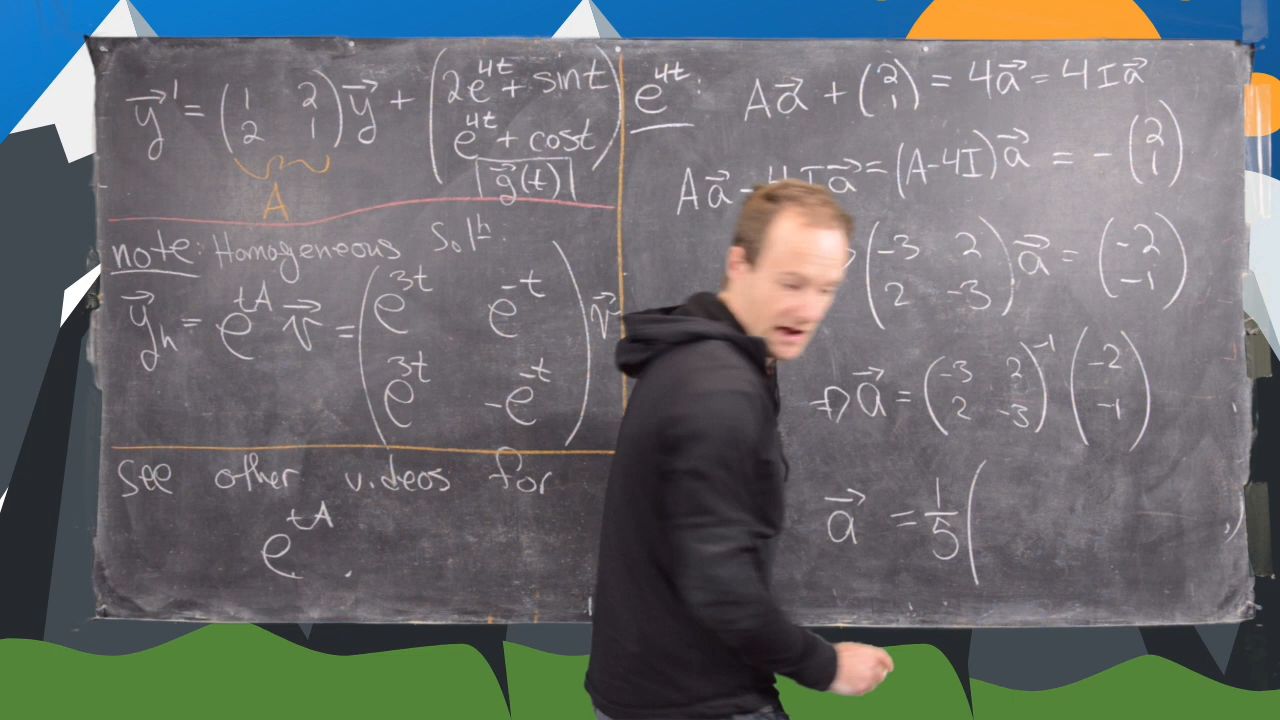 y⃗' = (1 2; 2 1) y⃗ + (2e^{4t} + sint; e^{4t} + cost)
A
g⃗(t)
note: Homogeneous Sol^n.
y⃗_h = e^{tA} v⃗ = (e^{3t} e^{-t}; e^{3t} -e^{-t}) v⃗
see other videos for
e^{tA}.
e^{4t}: Aa⃗ + (2; 1) = 4a⃗ = 4Ia⃗
Aa⃗ - 4Ia⃗ = (A-4I)a⃗ = -(2; 1)
(-3 2; 2 -3) a⃗ = (-2; -1)
⇒ a⃗ = (-3 2; 2 -3)^{-1} (-2; -1)
a⃗ = 1/5 (